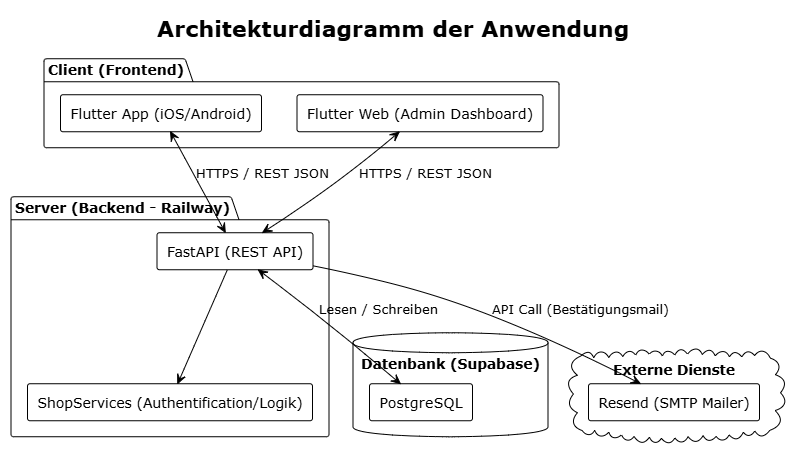 Architekturdiagramm der Anwendung
Client (Frontend)
Flutter App (iOS/Android)
Flutter Web (Admin Dashboard)
HTTPS / REST JSON
HTTPS / REST JSON
Server (Backend - Railway)
FastAPI (REST API)
Lesen / Schreiben
API Call (Bestätigungsmail)
Datenbank (Supabase)
Externe Dienste
ShopServices (Authentification/Logik)
PostgreSQL
Resend (SMTP Mailer)